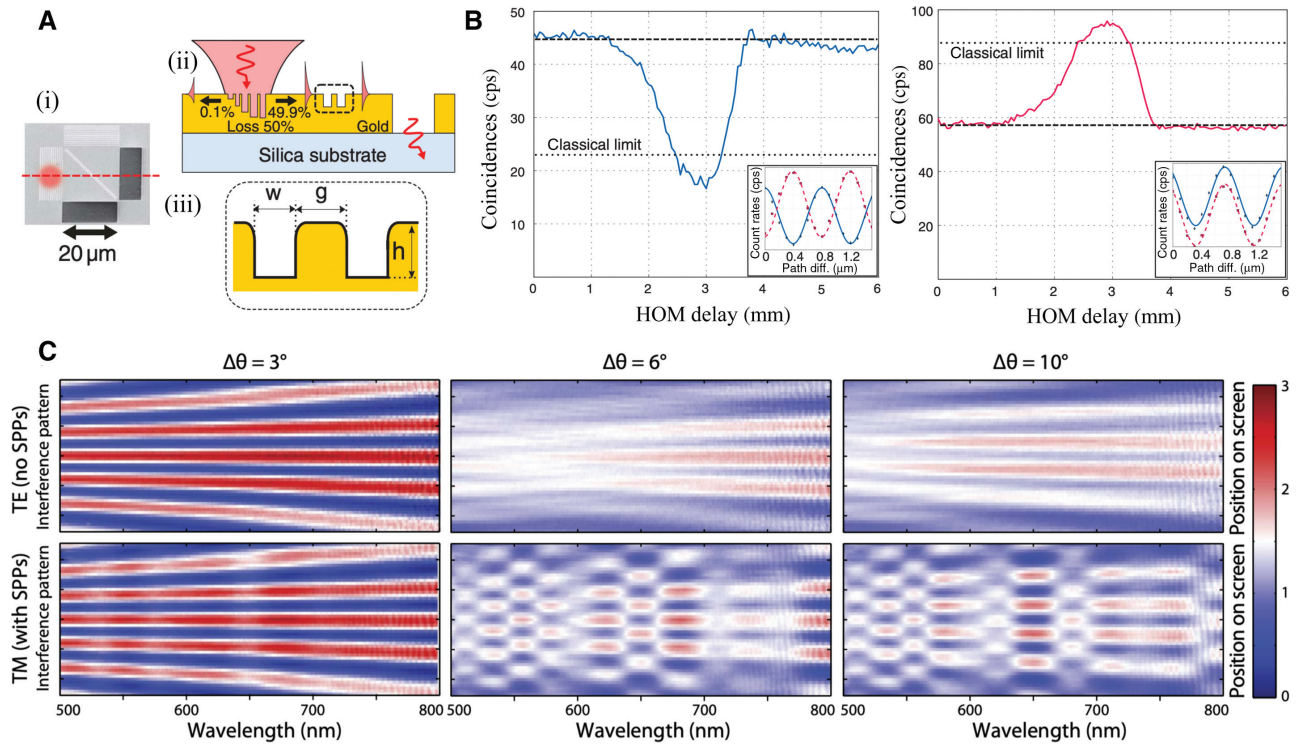 A
(i)
(ii)
0.1%
49.9%
Loss 50%
Gold
Silica substrate
20 μm
(iii)
w
g
h
B
Coincidences (cps)
50
40
30
20
10
Classical limit
0
1
2
3
4
5
6
HOM delay (mm)
Count rates (cps)
0
0.4
0.8
1.2
Path diff. (μm)
Coincidences (cps)
100
80
60
40
20
Classical limit
0
1
2
3
4
5
6
HOM delay (mm)
Count rates (cps)
0
0.4
0.8
1.2
Path diff. (μm)
C
Δθ = 3°
Δθ = 6°
Δθ = 10°
TE (no SPPs)
Interference pattern
Position on screen
TM (with SPPs)
Interference pattern
Position on screen
3
2
1
0
500
600
700
800
Wavelength (nm)
500
600
700
800
Wavelength (nm)
500
600
700
800
Wavelength (nm)